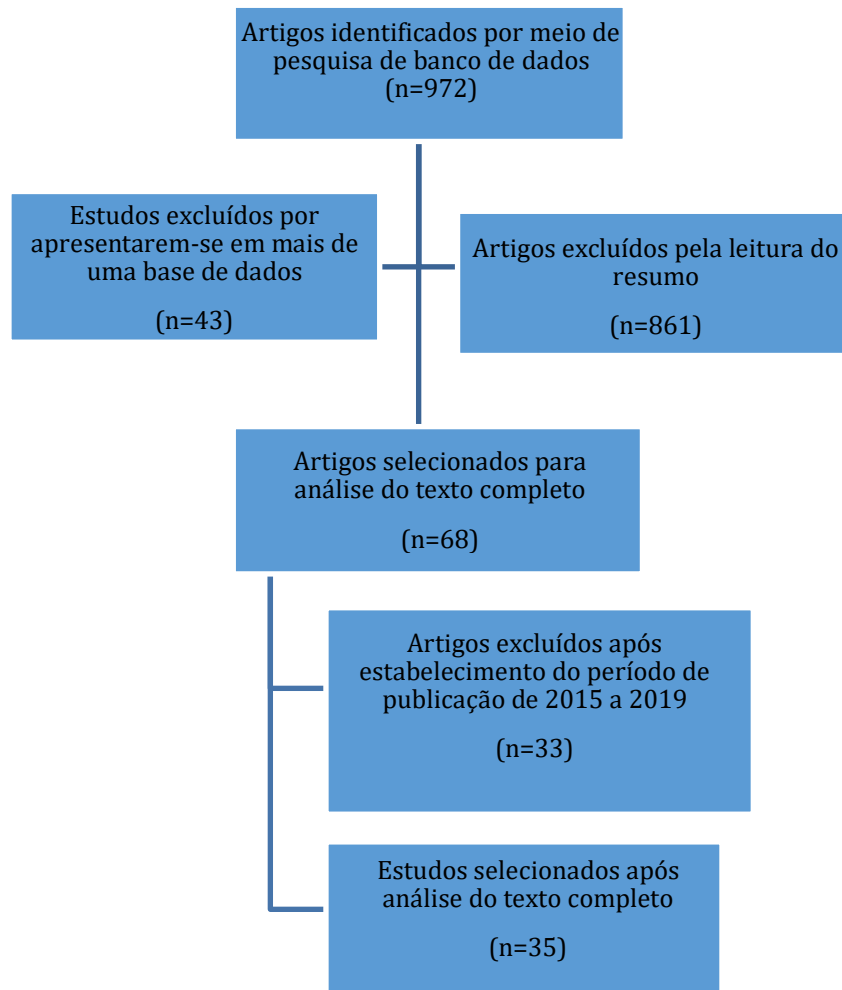 Artigos identificados por meio de
pesquisa de banco de dados
(n=972)
Estudos excluídos por
apresentarem-se em mais de
uma base de dados
(n=43)
Artigos excluídos pela leitura do
resumo
(n=861)
Artigos selecionados para
análise do texto completo
(n=68)
Artigos excluídos após
estabelecimento do período de
publicação de 2015 a 2019
(n=33)
Estudos selecionados após
análise do texto completo
(n=35)